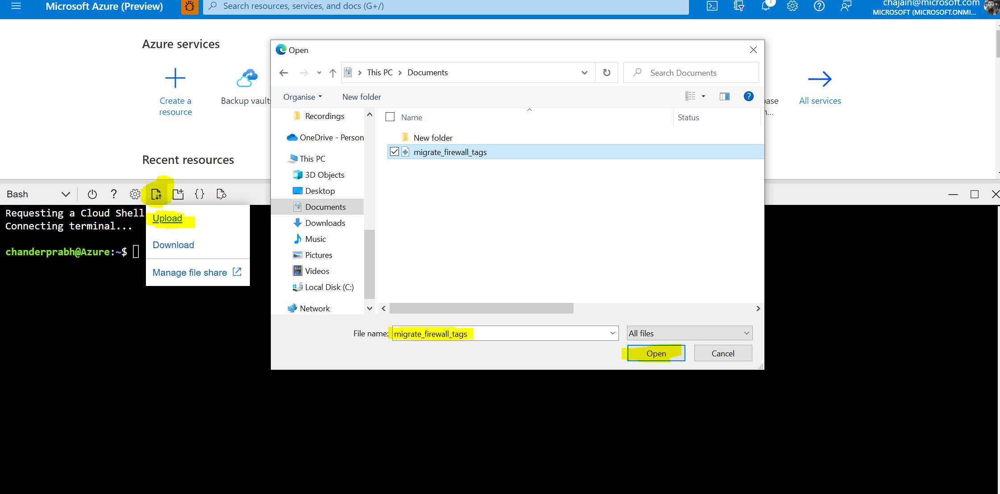 Microsoft Azure (Preview)
Search resources, services, and docs (G+/)
1
chajain@microsoft.com
MICROSOFT (MICROSOFT.ONMI...
Azure services
Create a
resource
Backup vaults
ase
n...
All services
Recent resources
Open
This PC
Documents
Search Documents
Organise
New folder
?
Name
Status
Recordings
OneDrive - Person
This PC
3D Objects
Desktop
Documents
Downloads
Music
Pictures
Videos
Local Disk (C:)
Network
New folder
migrate_firewall_tags
File name:
migrate_firewall_tags
All files
Open
Cancel
Bash
?
{}
Upload
Download
Manage file share
Requesting a Cloud Shell
Connecting terminal...
chanderprabh@Azure:~$